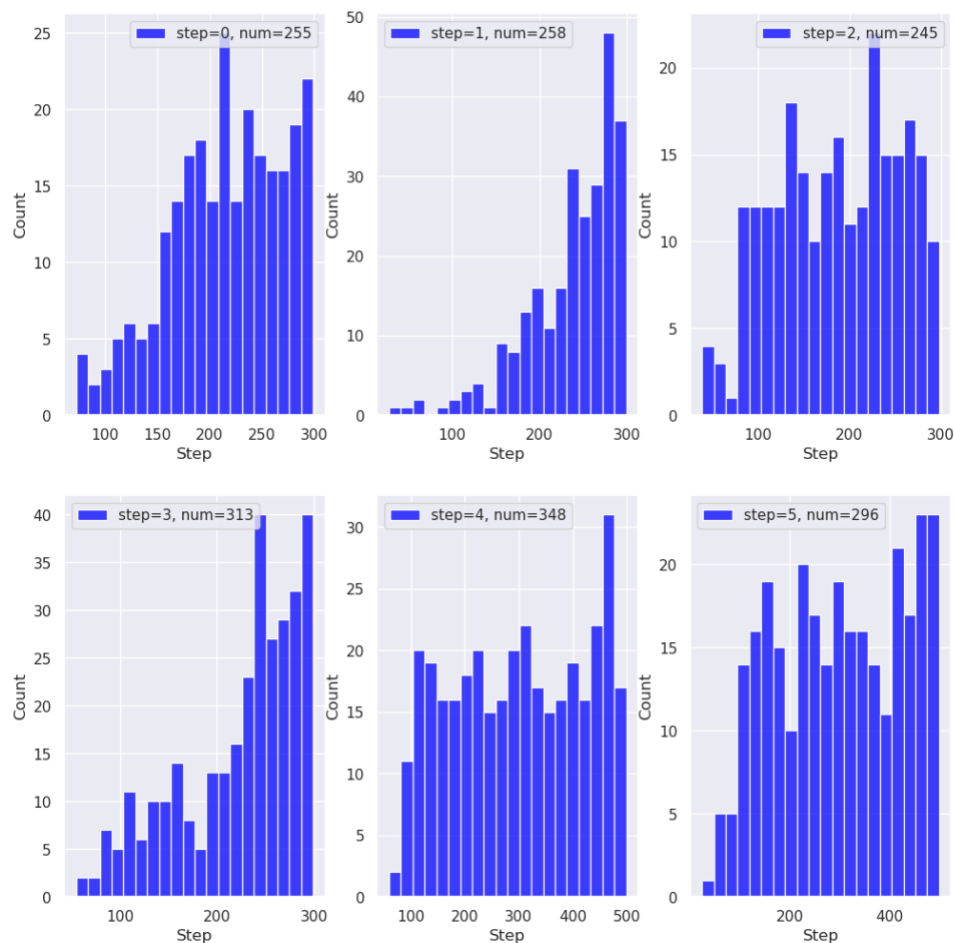 step=0, num=255
25
20
15
10
5
0
Count
100 150 200 250 300
Step
step=1, num=258
50
40
30
20
10
0
Count
100 200 300
Step
step=2, num=245
20
15
10
5
0
Count
100 200 300
Step
step=3, num=313
40
35
30
25
20
15
10
5
0
Count
100 200 300
Step
step=4, num=348
30
25
20
15
10
5
0
Count
100 200 300 400 500
Step
step=5, num=296
20
15
10
5
0
Count
200 400
Step